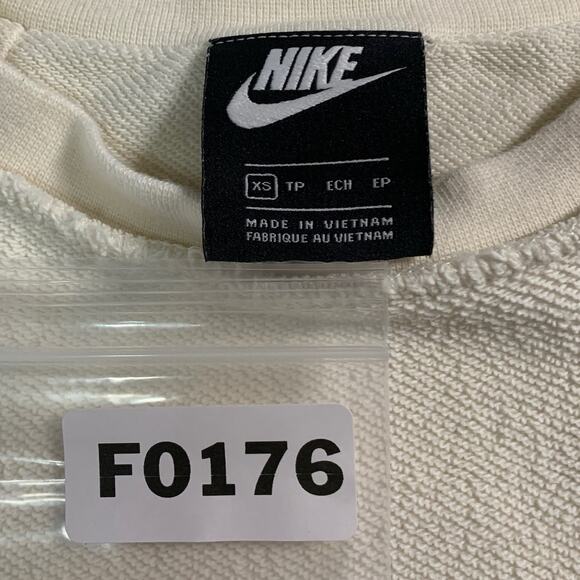 NIKE
XS TP ECH EP
MADE IN VIETNAM
FABRIQUE AU VIETNAM
F0176